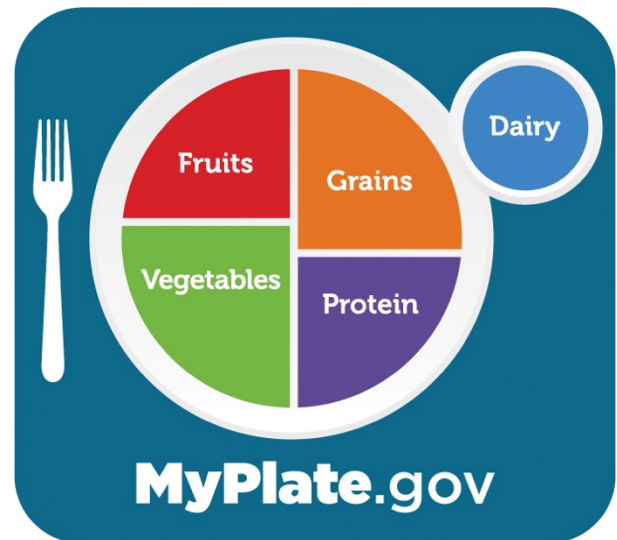 Fruits
Grains
Dairy
Vegetables
Protein
MyPlate.gov